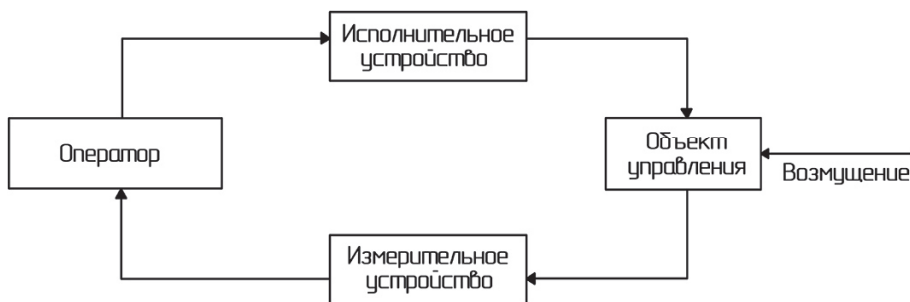 Исполнительное
устройство
Оператор
Объект
управления
Возмущение
Измерительное
устройство